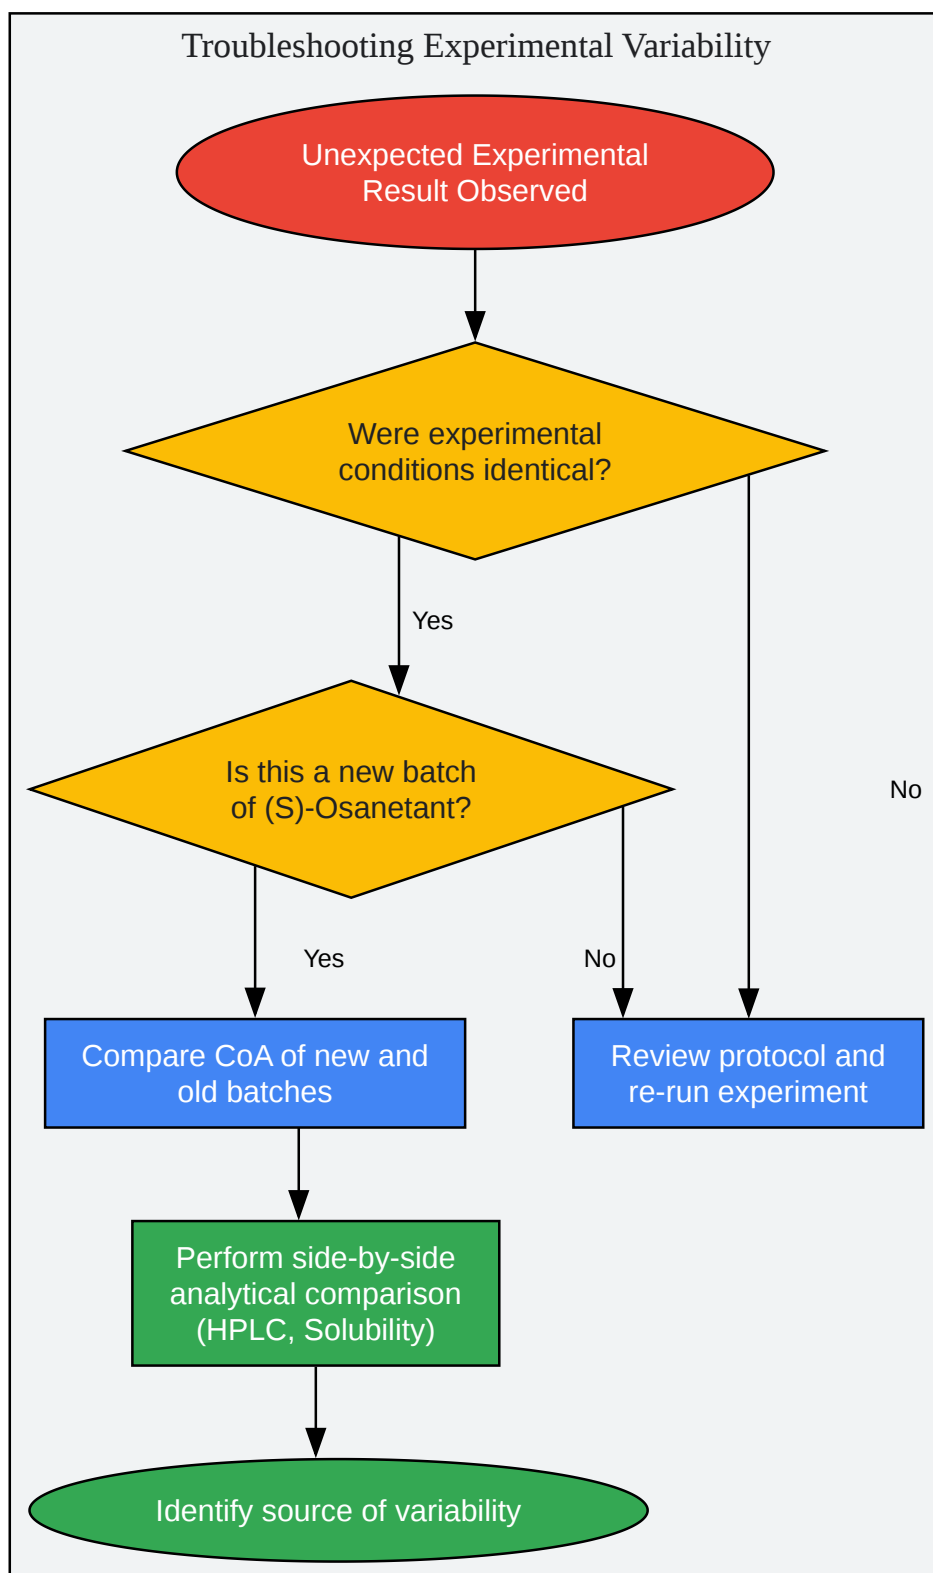 Troubleshooting Experimental Variability
Unexpected Experimental
Result Observed
Were experimental
conditions identical?
Yes
Is this a new batch
of (S)-Osanetant?
No
Yes
No
Compare CoA of new and
old batches
Review protocol and
re-run experiment
Perform side-by-side
analytical comparison
(HPLC, Solubility)
Identify source of variability